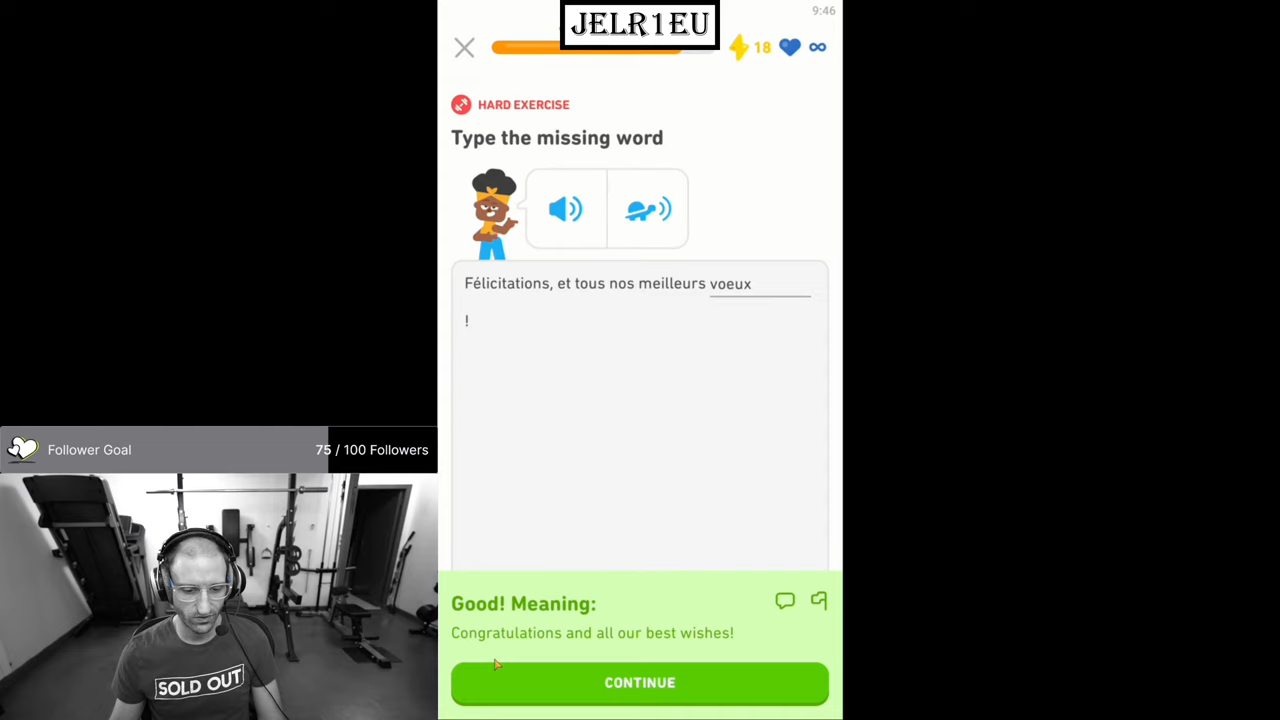 JELR1EU
9:46
18
HARD EXERCISE
Type the missing word
Félicitations, et tous nos meilleurs voeux
!
Follower Goal
75 / 100 Followers
SOLD OUT
Good! Meaning:
Congratulations and all our best wishes!
CONTINUE